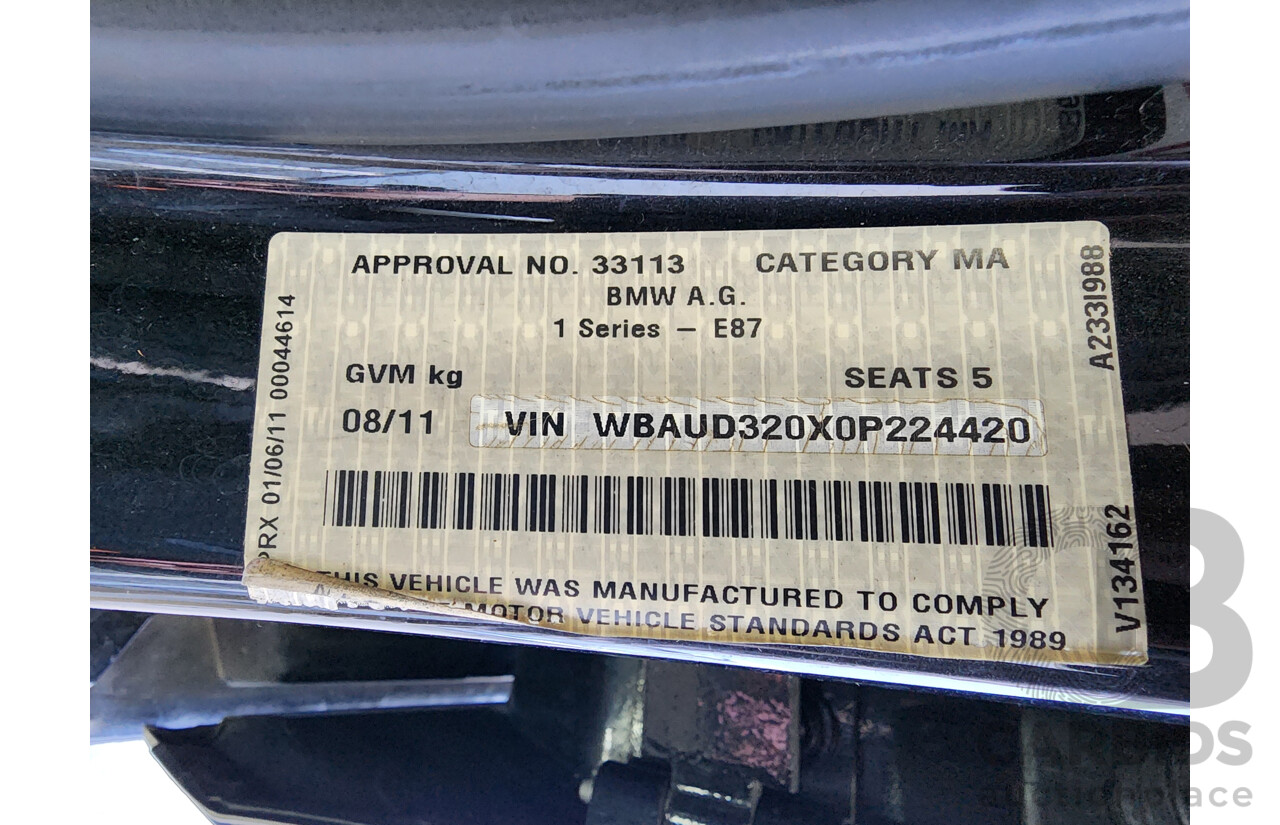 APPROVAL NO. 33113 CATEGORY MA
BMW A.G.
1 Series – E87
GVM kg SEATS 5
08/11 VIN WBAUD320X0P224420
THIS VEHICLE WAS MANUFACTURED TO COMPLY
MOTOR VEHICLE STANDARDS ACT 1989
PRX 01/06/11 00044614
A233I988
V134162